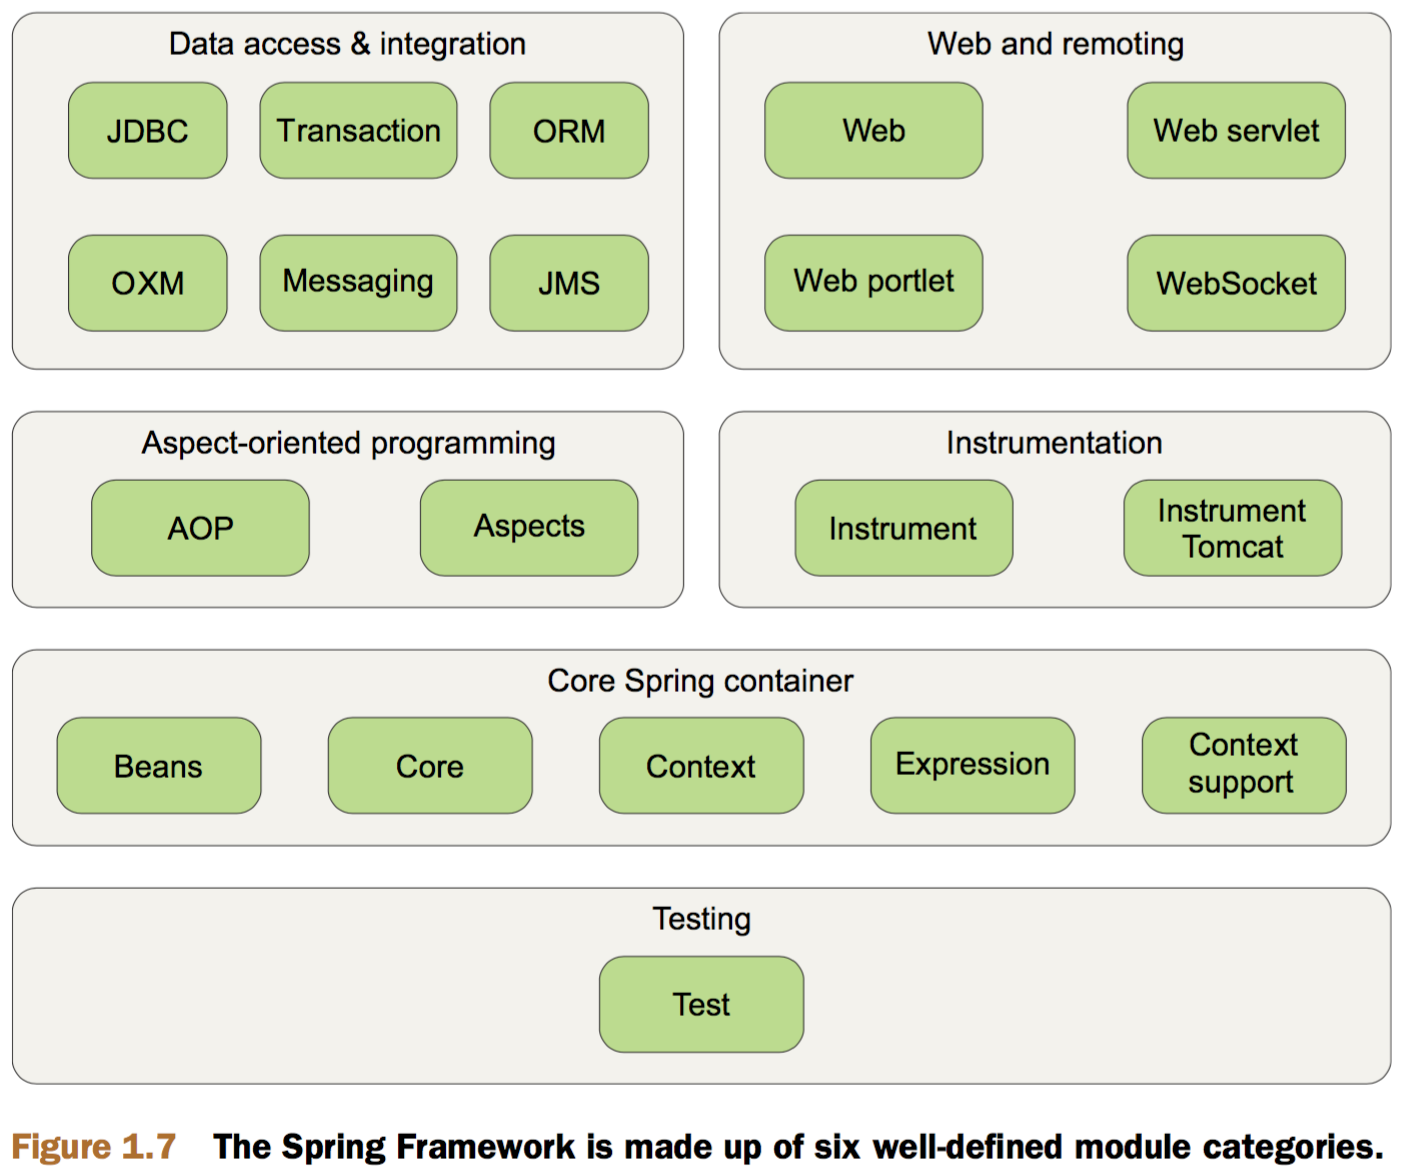 Data access & integration
JDBC
Transaction
ORM
OXM
Messaging
JMS
Web and remoting
Web
Web servlet
Web portlet
WebSocket
Aspect-oriented programming
AOP
Aspects
Instrumentation
Instrument
Instrument
Tomcat
Core Spring container
Beans
Core
Context
Expression
Context
support
Testing
Test
Figure 1.7 The Spring Framework is made up of six well-defined module categories.